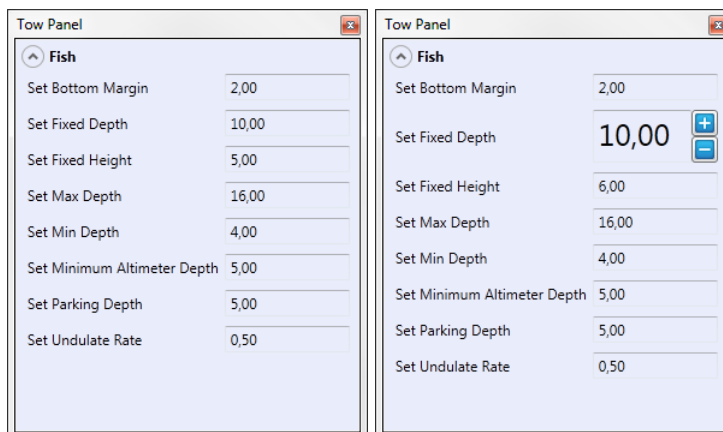 Tow Panel
Fish
Set Bottom Margin 2,00
Set Fixed Depth 10,00
Set Fixed Height 5,00
Set Max Depth 16,00
Set Min Depth 4,00
Set Minimum Altimeter Depth 5,00
Set Parking Depth 5,00
Set Undulate Rate 0,50
Tow Panel
Fish
Set Bottom Margin 2,00
Set Fixed Depth 10,00
Set Fixed Height 6,00
Set Max Depth 16,00
Set Min Depth 4,00
Set Minimum Altimeter Depth 5,00
Set Parking Depth 5,00
Set Undulate Rate 0,50